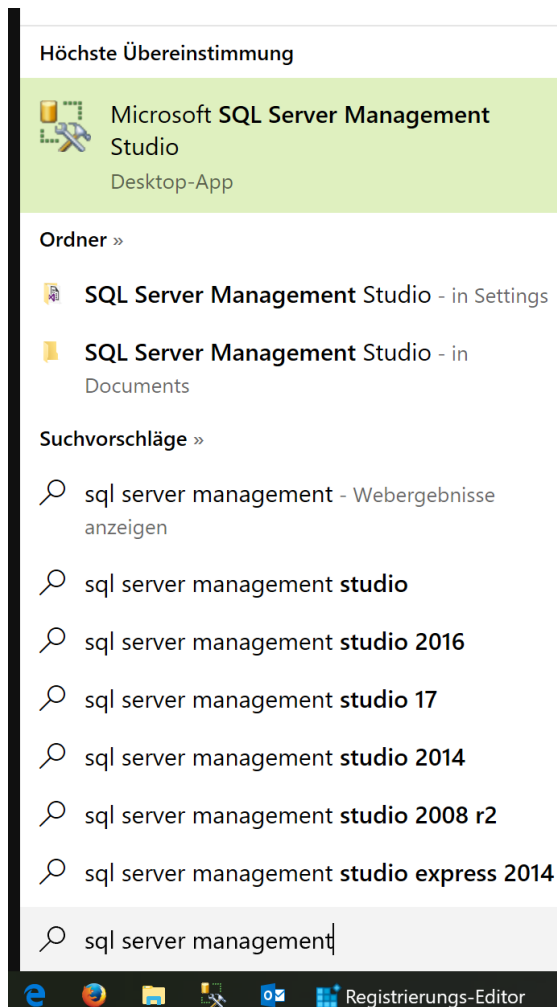 Höchste Übereinstimmung
Microsoft SQL Server Management
Studio
Desktop-App
Ordner »
SQL Server Management Studio - in Settings
SQL Server Management Studio - in
Documents
Suchvorschläge »
sql server management - Webergebnisse
anzeigen
sql server management studio
sql server management studio 2016
sql server management studio 17
sql server management studio 2014
sql server management studio 2008 r2
sql server management studio express 2014
sql server management
Registrierungs-Editor